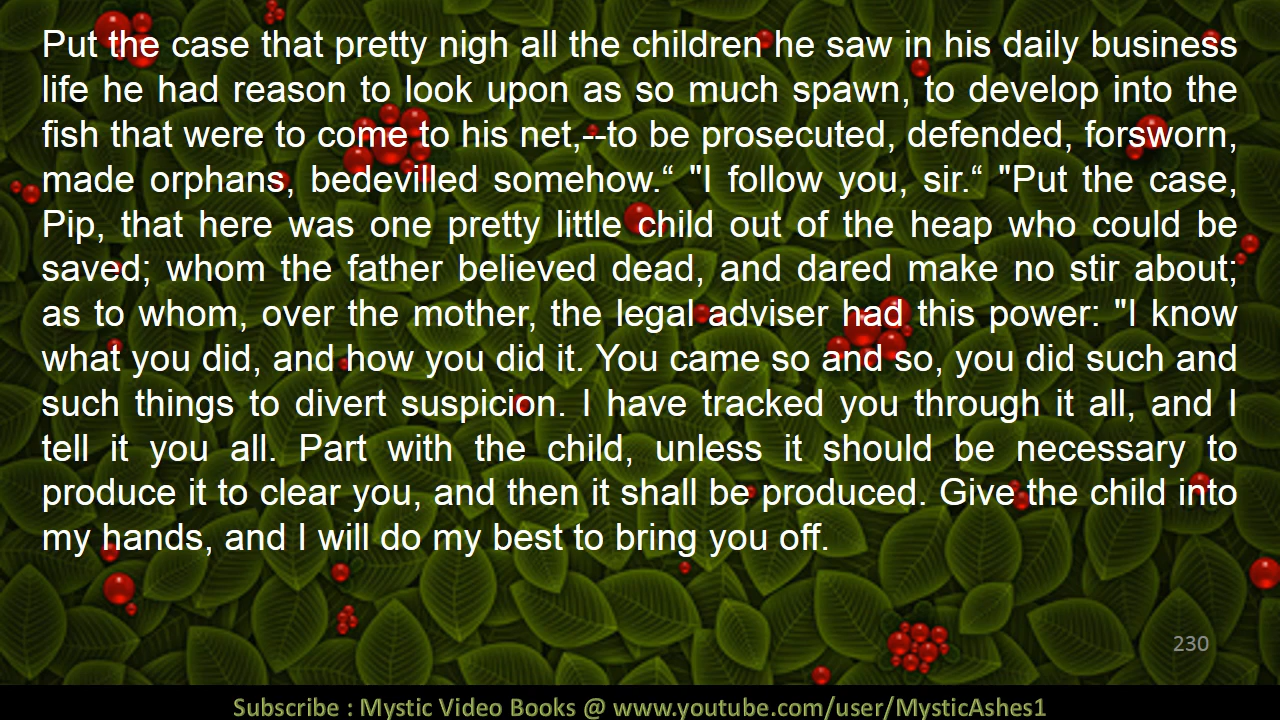 Put the case that pretty nigh all the children he saw in his daily business
life he had reason to look upon as so much spawn, to develop into the
fish that were to come to his net,--to be prosecuted, defended, forsworn,
made orphans, bedevilled somehow.“ "I follow you, sir.“ "Put the case,
Pip, that here was one pretty little child out of the heap who could be
saved; whom the father believed dead, and dared make no stir about;
as to whom, over the mother, the legal adviser had this power: "I know
what you did, and how you did it. You came so and so, you did such and
such things to divert suspicion. I have tracked you through it all, and I
tell it you all. Part with the child, unless it should be necessary to
produce it to clear you, and then it shall be produced. Give the child into
my hands, and I will do my best to bring you off.
230
Subscribe : Mystic Video Books @ www.youtube.com/user/MysticAshes1